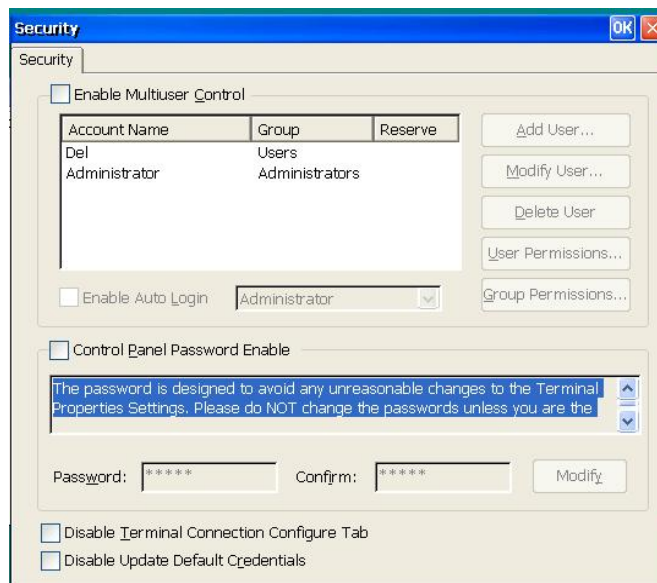 Security OK
Security
Enable Multiuser Control
Account Name Group Reserve
Del Users
Administrator Administrators
Add User...
Modify User...
Delete User
User Permissions...
Group Permissions...
Enable Auto Login Administrator
Control Panel Password Enable
The password is designed to avoid any unreasonable changes to the Terminal
Properties Settings. Please do NOT change the passwords unless you are the
Password: ***** Confirm: ***** Modify
Disable Terminal Connection Configure Tab
Disable Update Default Credentials